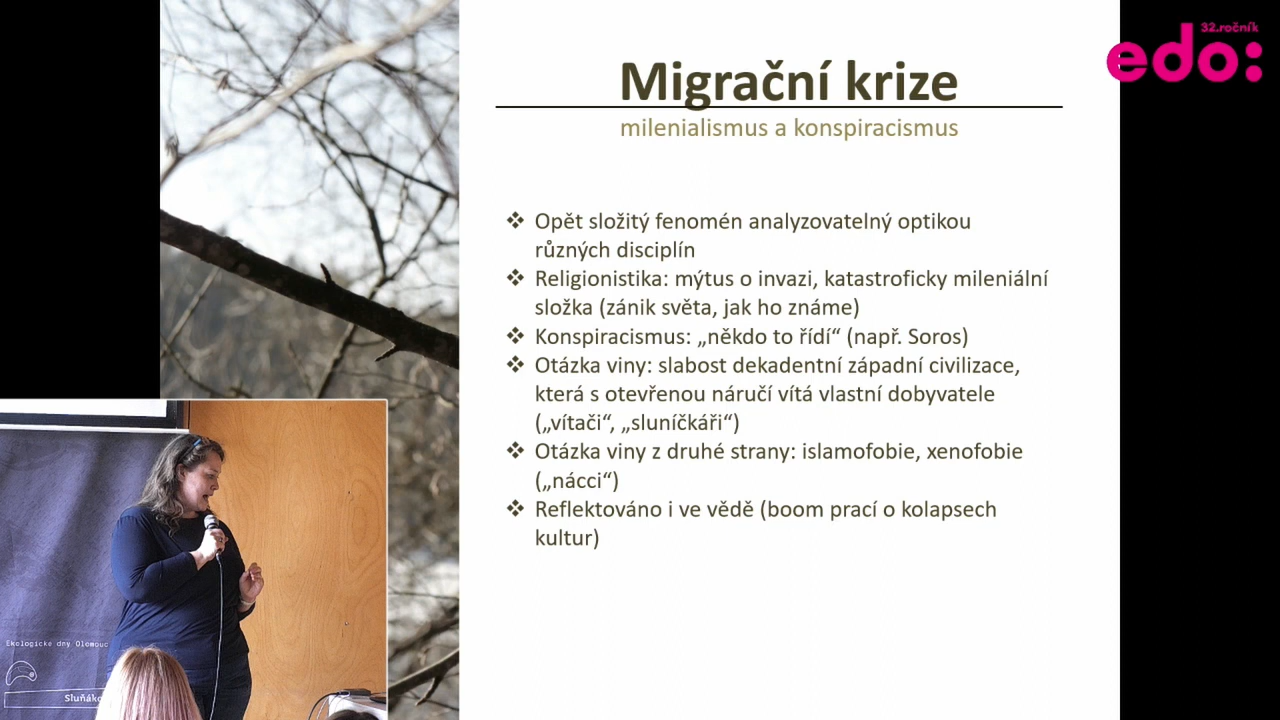 32.ročník
edo:
Migrační krize
milenialismus a konspiracismus
❖ Opět složitý fenomén analyzovatelný optikou
různých disciplín
❖ Religionistika: mýtus o invazi, katastroficky mileniální
složka (zánik světa, jak ho známe)
❖ Konspiracismus: „někdo to řídí“ (např. Soros)
❖ Otázka viny: slabost dekadentní západní civilizace,
která s otevřenou náručí vítá vlastní dobyvatele
(„vítači“, „sluníčkáři“)
❖ Otázka viny z druhé strany: islamofobie, xenofobie
(„nácci“)
❖ Reflektováno i ve vědě (boom prací o kolapsech
kultur)
Ekologické dny Olomouc